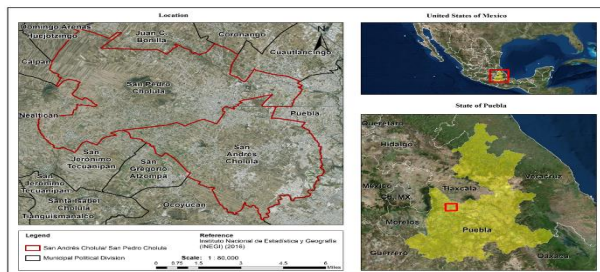 Location
Domingo Arenas
Huejotzingo
Juan C.
Bonilla
Coronango
Cuautlancingo
Calpan
San Pedro
Cholula
Nealtican
Puebla
San
Andrés
Cholula
San
Jerónimo
Tecuanipan
San
Gregorio
Atzompa
San
Jerónimo
Tecuanipan
Santa Isabel
Cholula
Tianguismanalco
Ocoyucan
N
Legend
San Andrés Cholula/ San Pedro Cholula
Municipal Political Division
Reference
Instituto Nacional de Estadística y Geografía
(INEGI) (2016)
Scale: 1 : 80,000
0 0.75 1.5 3 4.5 6
Miles
United States of Mexico
State of Puebla
Querétaro
Hidalgo
México
CDMX
Tlaxcala
Veracruz
Morelos
Puebla
Guerrero
Oaxaca